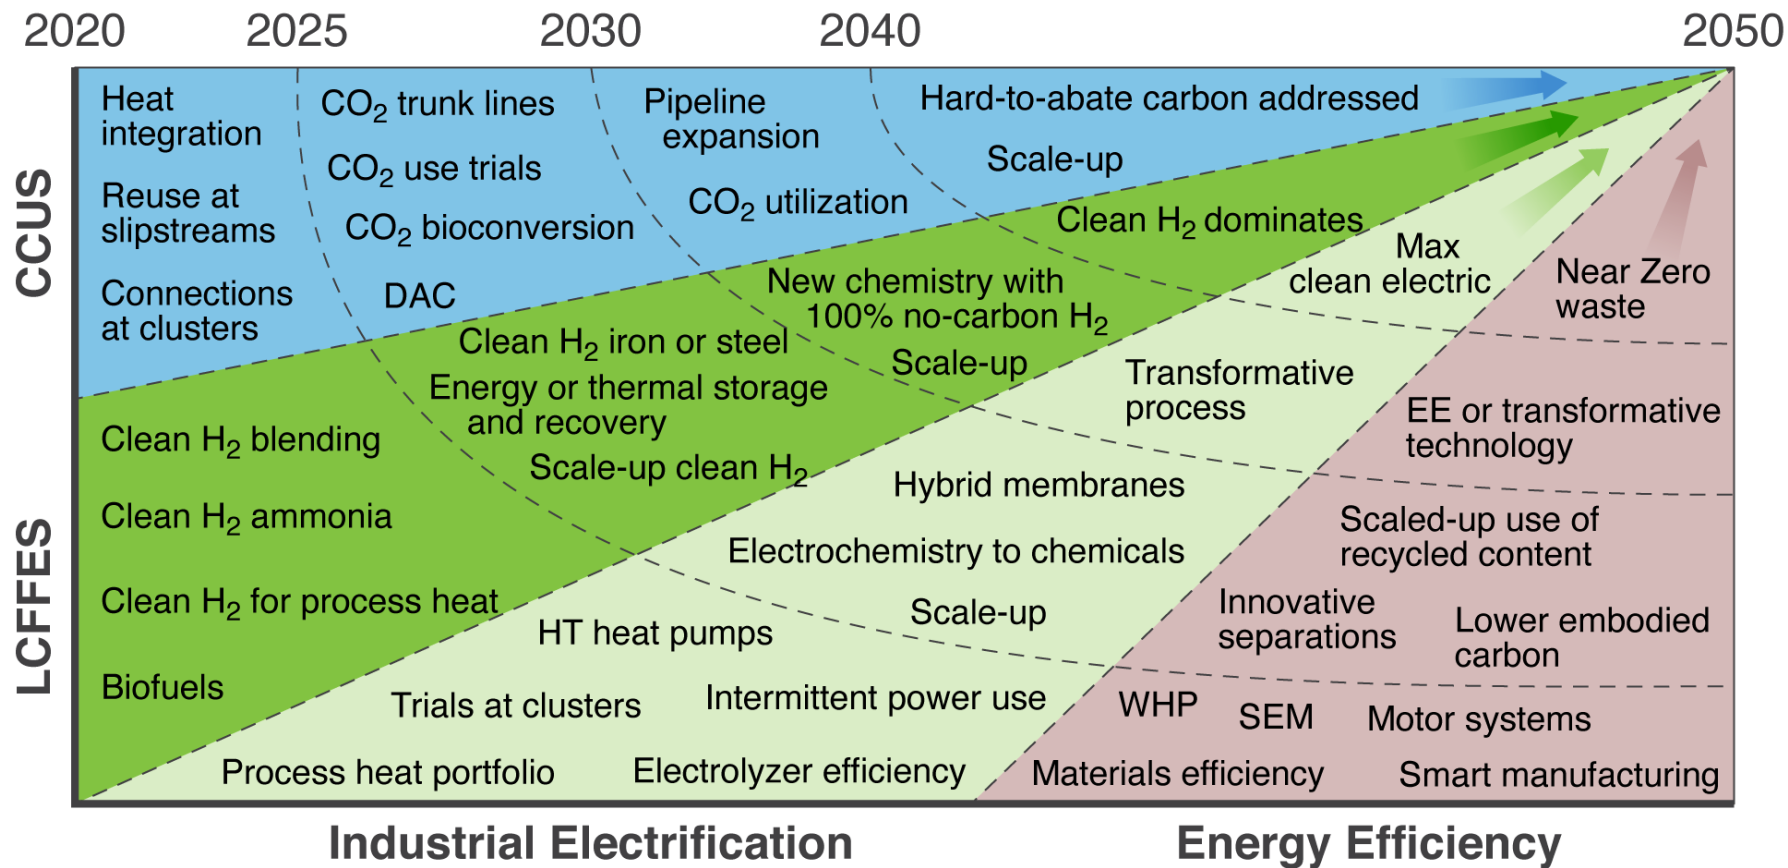 2020 2025 2030 2040 2050
CCUS
Heat
integration
Reuse at
slipstreams
Connections
at clusters
CO₂ trunk lines
CO₂ use trials
CO₂ bioconversion
DAC
Pipeline
expansion
CO₂ utilization
Hard-to-abate carbon addressed
Scale-up
LCFFES
Clean H₂ blending
Clean H₂ ammonia
Clean H₂ for process heat
Biofuels
Clean H₂ iron or steel
Energy or thermal storage
and recovery
Scale-up clean H₂
New chemistry with
100% no-carbon H₂
Scale-up
Clean H₂ dominates
HT heat pumps
Trials at clusters
Intermittent power use
Process heat portfolio
Electrolyzer efficiency
Hybrid membranes
Electrochemistry to chemicals
Scale-up
Transformative
process
Max
clean electric
WHP
SEM
Motor systems
Materials efficiency
Smart manufacturing
Scaled-up use of
recycled content
Innovative
separations
Lower embodied
carbon
EE or transformative
technology
Near Zero
waste
Industrial Electrification
Energy Efficiency